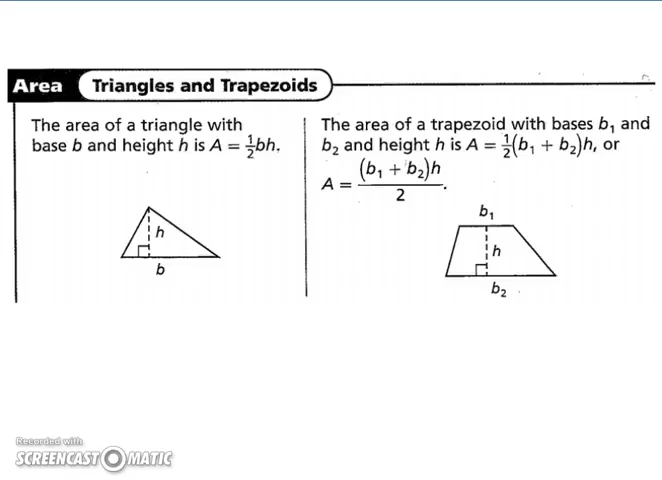 Area Triangles and Trapezoids
The area of a triangle with
base b and height h is A = 1/2bh.
h
b
The area of a trapezoid with bases b₁ and
b₂ and height h is A = 1/2(b₁ + b₂)h, or
A = (b₁ + b₂)h / 2.
b₁
h
b₂
Recorded with
SCREENCAST-O-MATIC